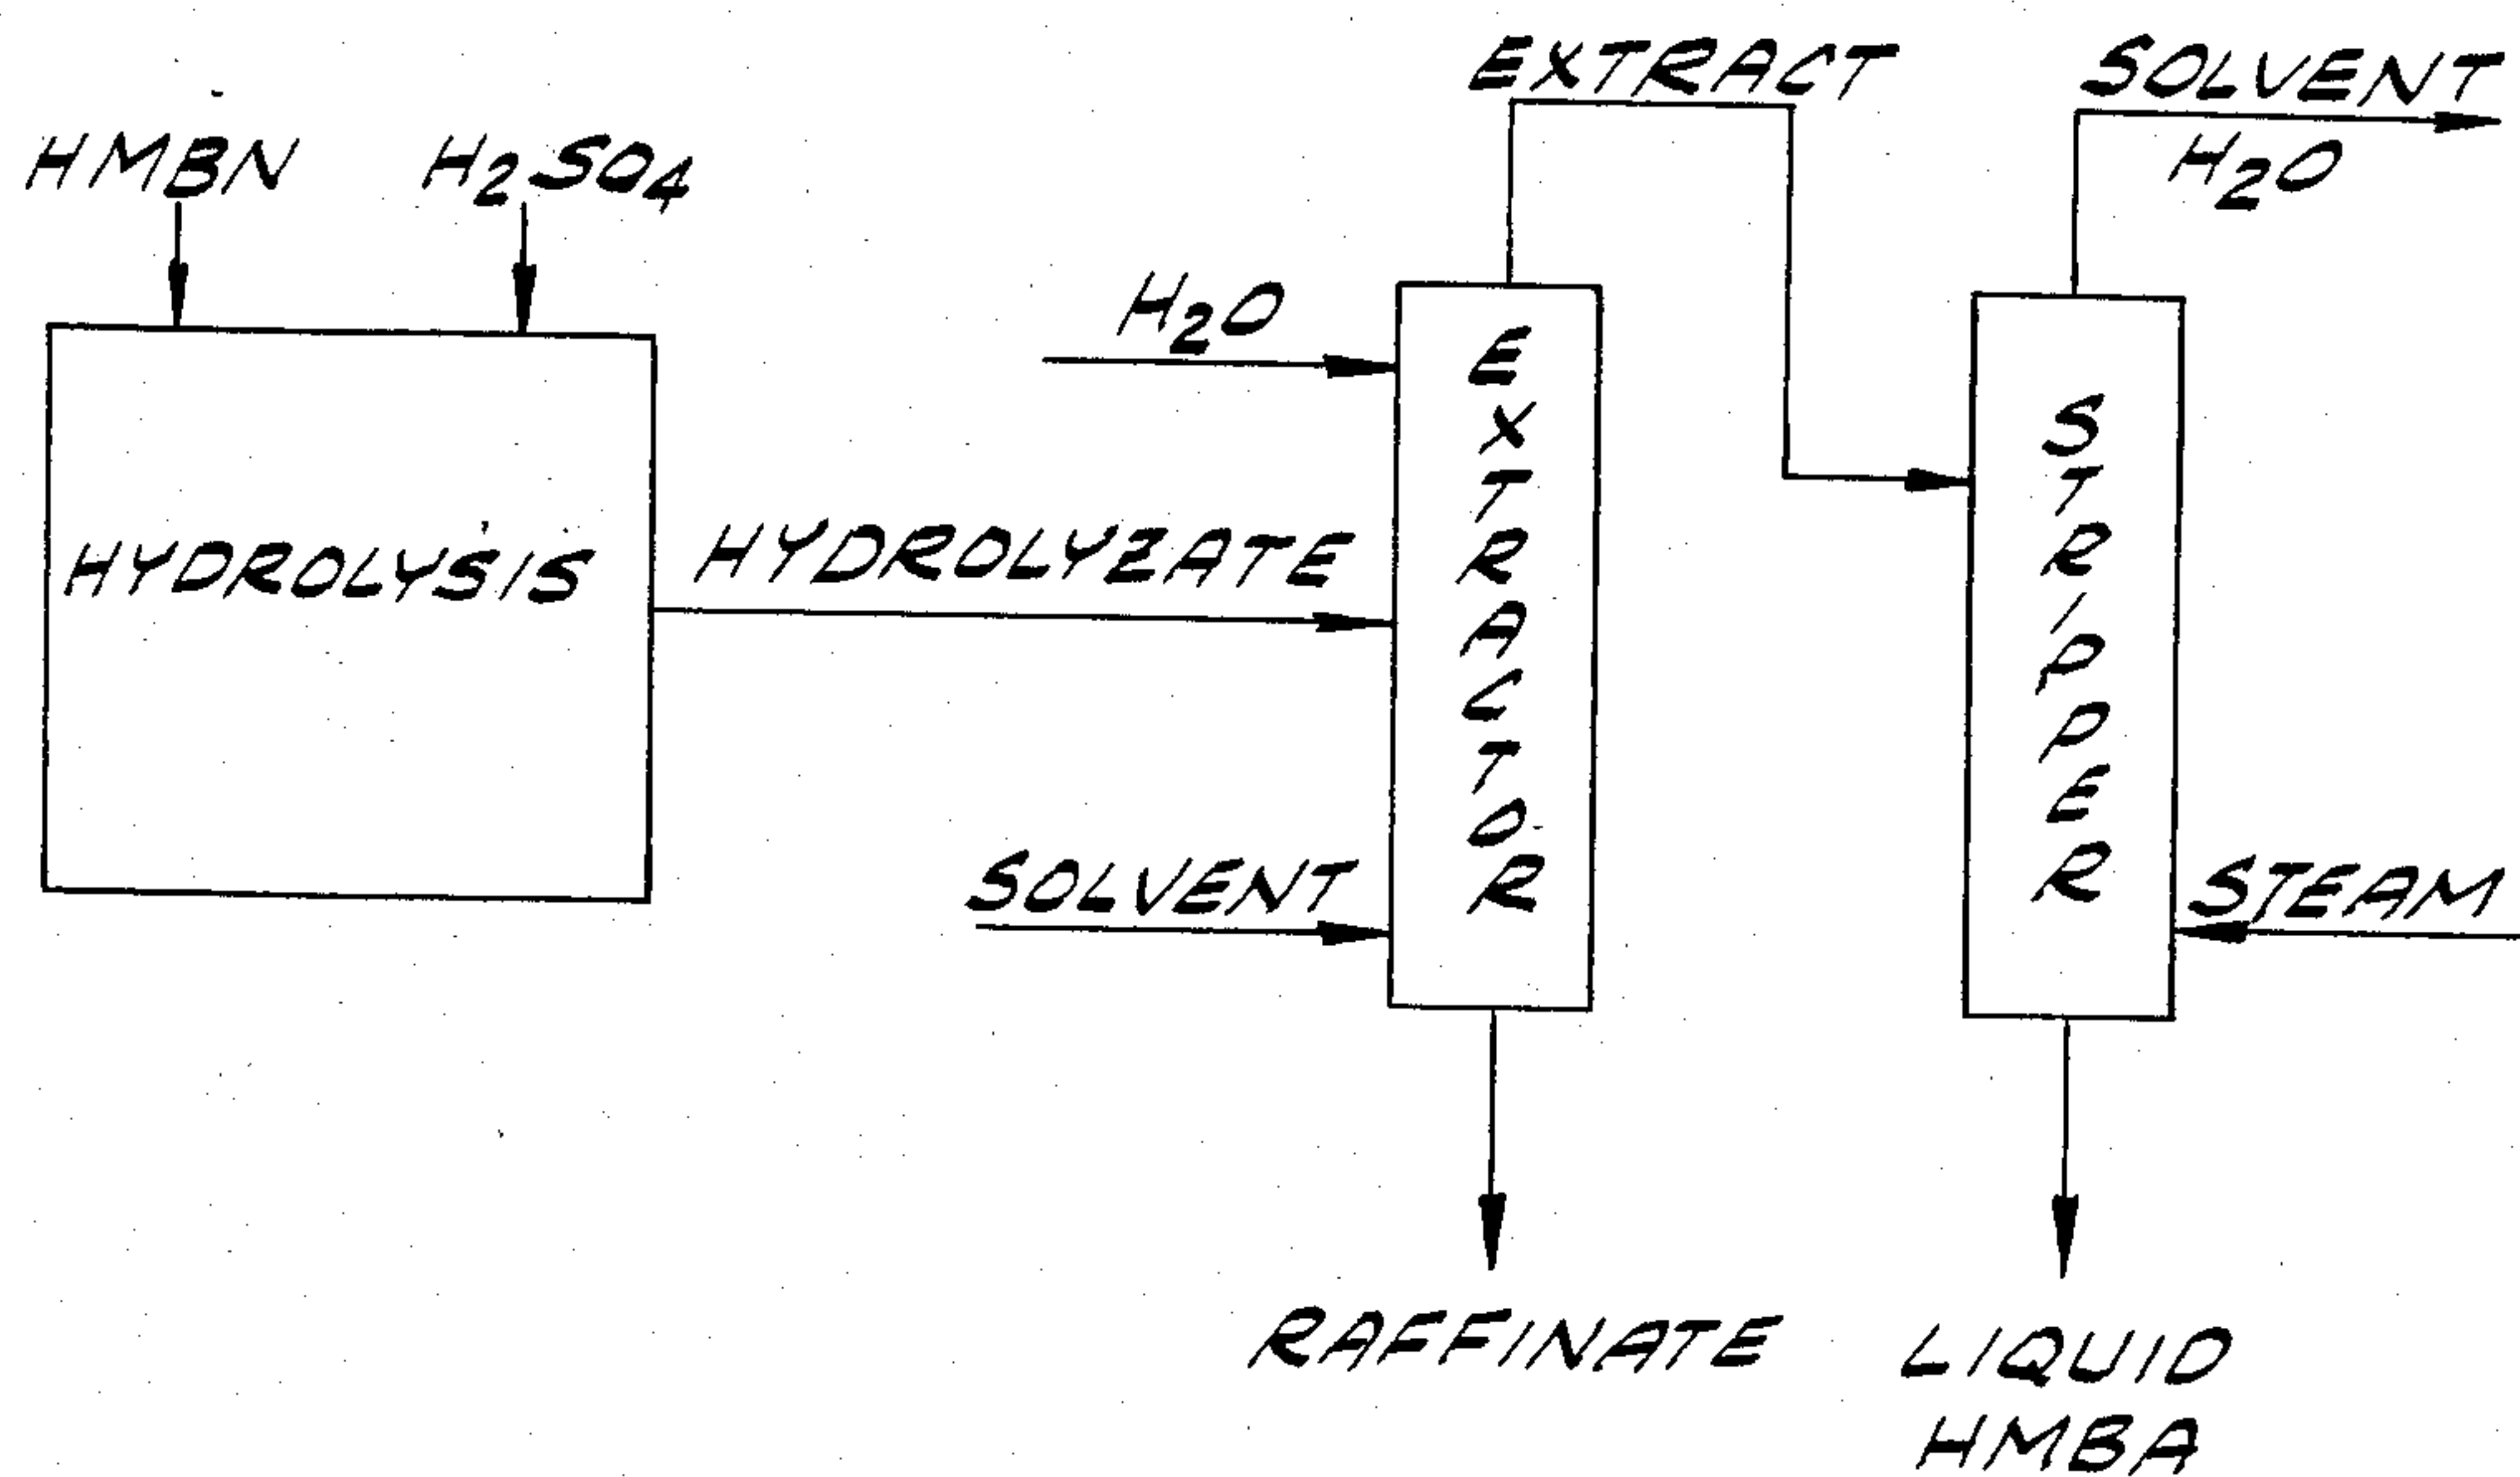 EXTRACT
SOLVENT
H2O
HMBN
H2SO4
H2O
HYDROLYSIS
HYDROLYZATE
SOLVENT
EXTRACTOR
STRIPPER
STEAM
RAFFINATE
LIQUID
HMBA